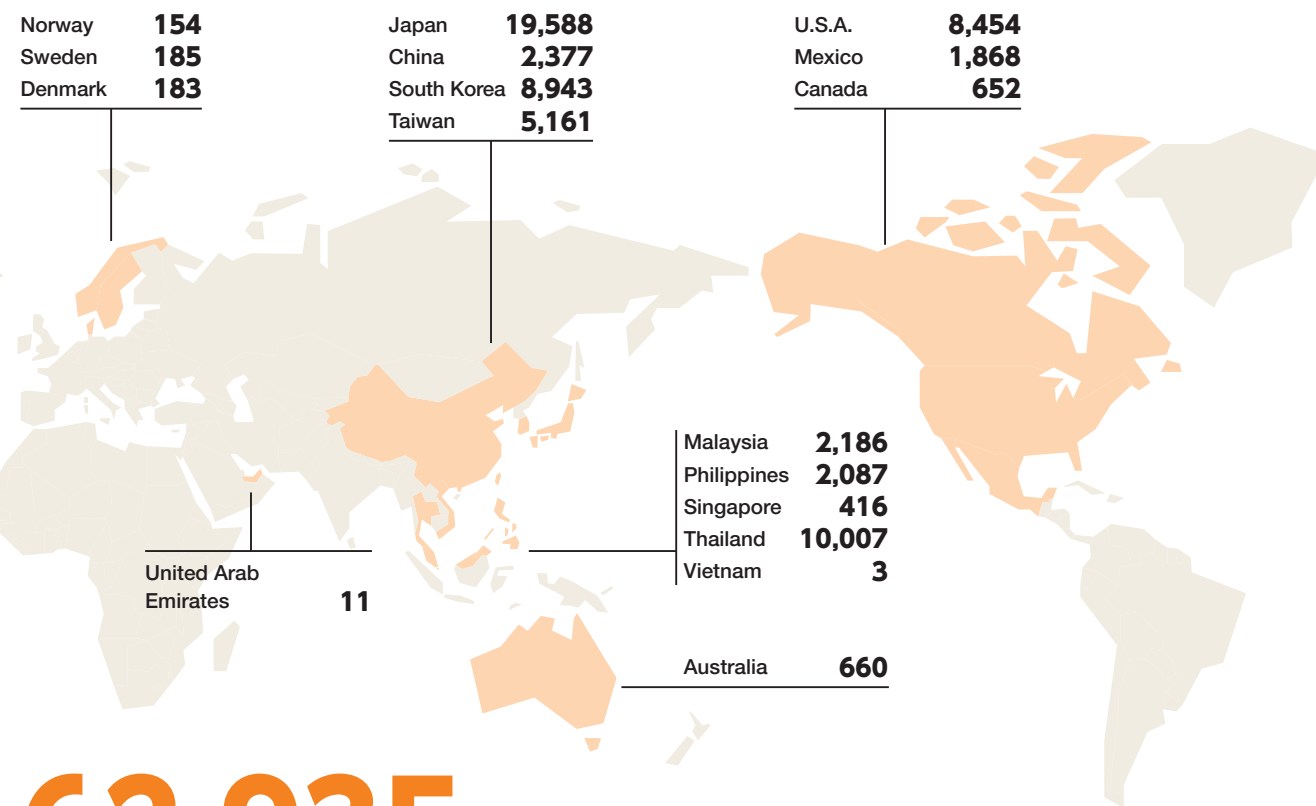 Norway 154
Sweden 185
Denmark 183
Japan 19,588
China 2,377
South Korea 8,943
Taiwan 5,161
U.S.A. 8,454
Mexico 1,868
Canada 652
Malaysia 2,186
Philippines 2,087
Singapore 416
Thailand 10,007
Vietnam 3
United Arab
Emirates 11
Australia 660
62,935